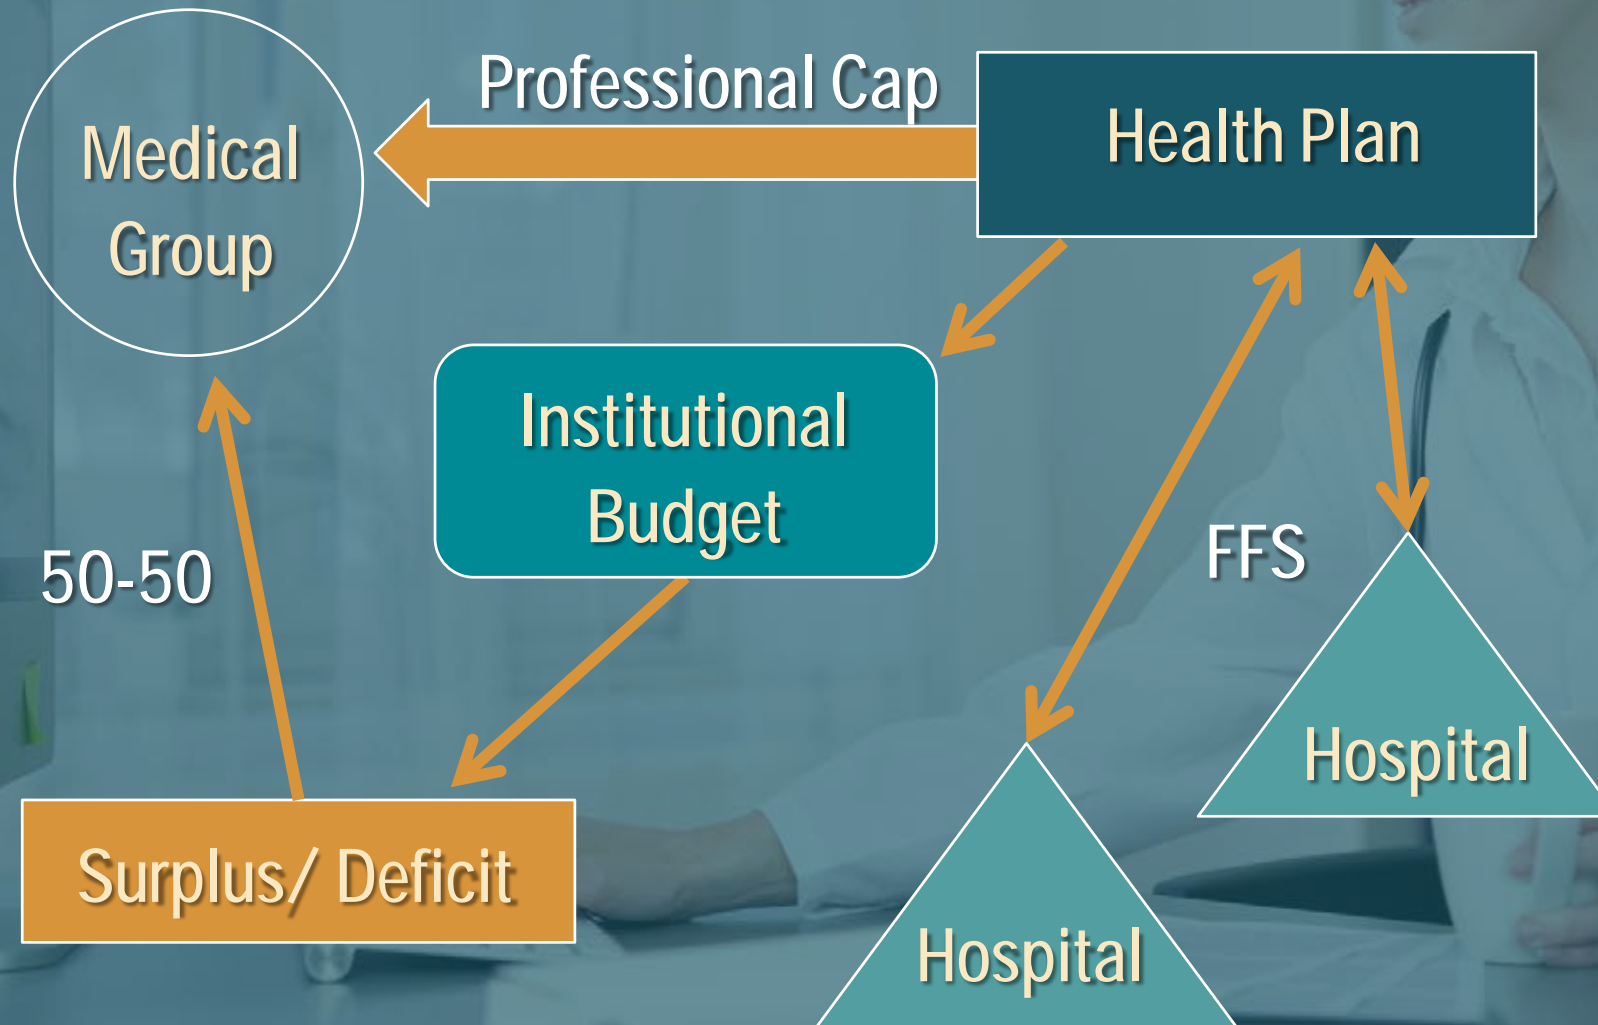 Professional Cap
Health Plan
Medical
Group
Institutional
Budget
50-50
FFS
Hospital
Surplus/ Deficit
Hospital